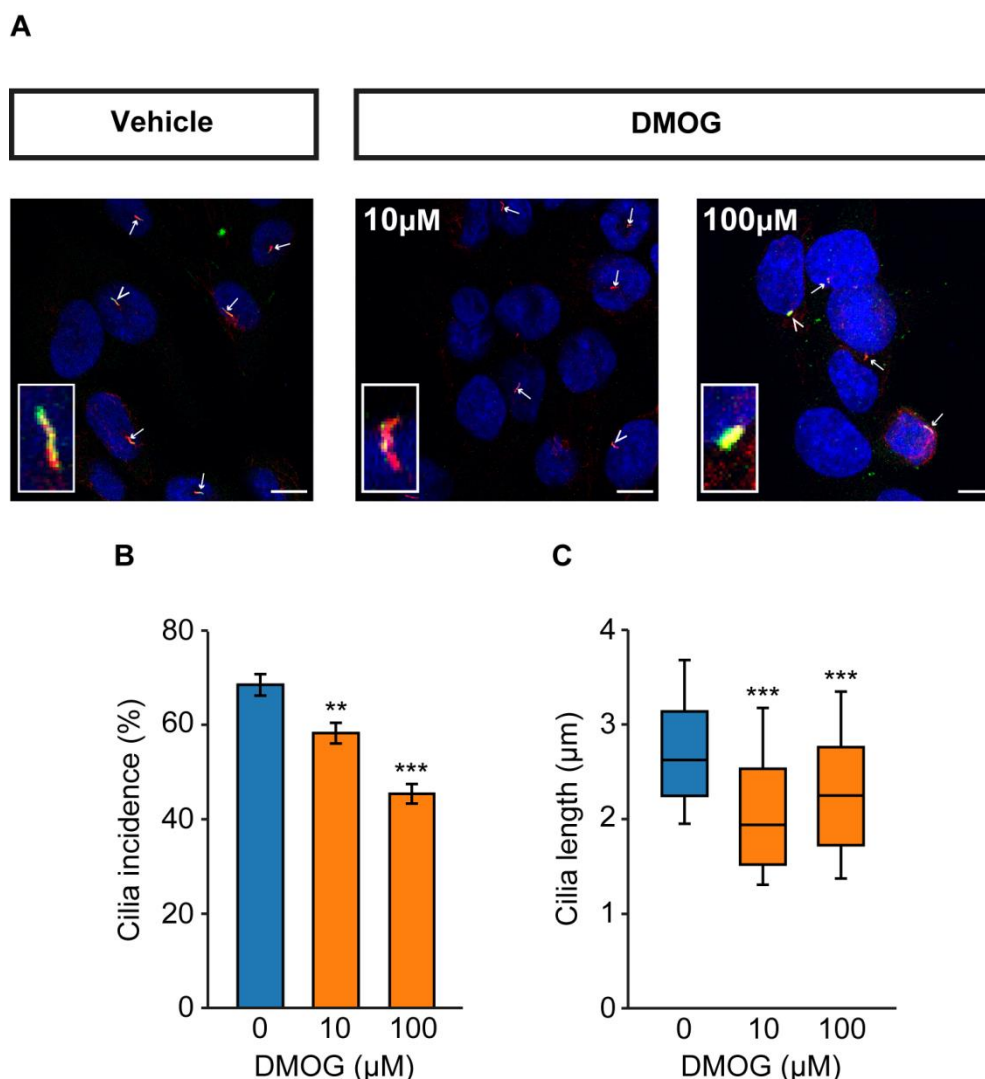 A
Vehicle
DMOG
10µM
100µM
B
C
Cilia incidence (%)
80
60
40
20
0
**
***
0 10 100
DMOG (µM)
Cilia length (µm)
4
3
2
1
0
***
***
0 10 100
DMOG (µM)